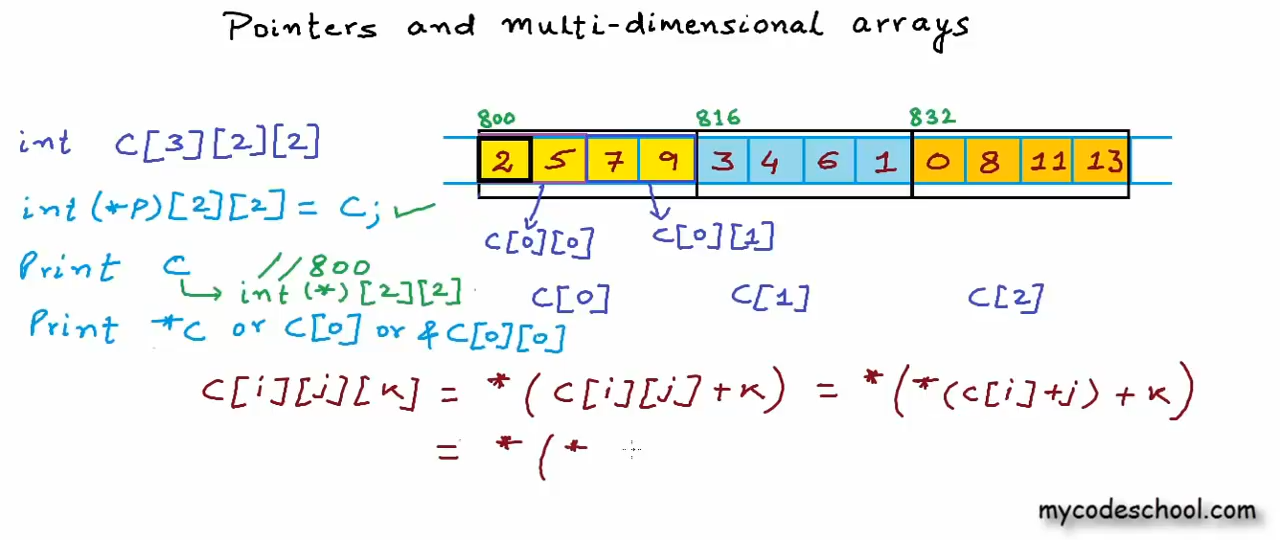 Pointers and multi-dimensional arrays
800 816 832
int C[3][2][2]
2 5 7 9 3 4 6 1 0 8 11 13
int (*P)[2][2] = C;
C[0][0] C[0][1]
Print C //800
int (*)[2][2]
C[0] C[1] C[2]
Print *C or C[0] or &C[0][0]
C[i][j][k] = *(C[i][j]+k) = *(*(C[i]+j)+k)
= *(*
mycodeschool.com